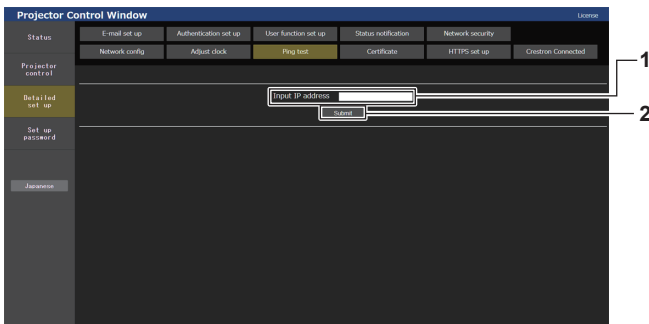 Projector Control Window
License
Status
E-mail set up
Authentication set up
User function set up
Status notification
Network security
Network config
Adjust clock
Ping test
Certificate
HTTPS set up
Crestron Connected
Projector
control
Detailed
set up
Set up
password
Japanese
Input IP address
Submit
1
2